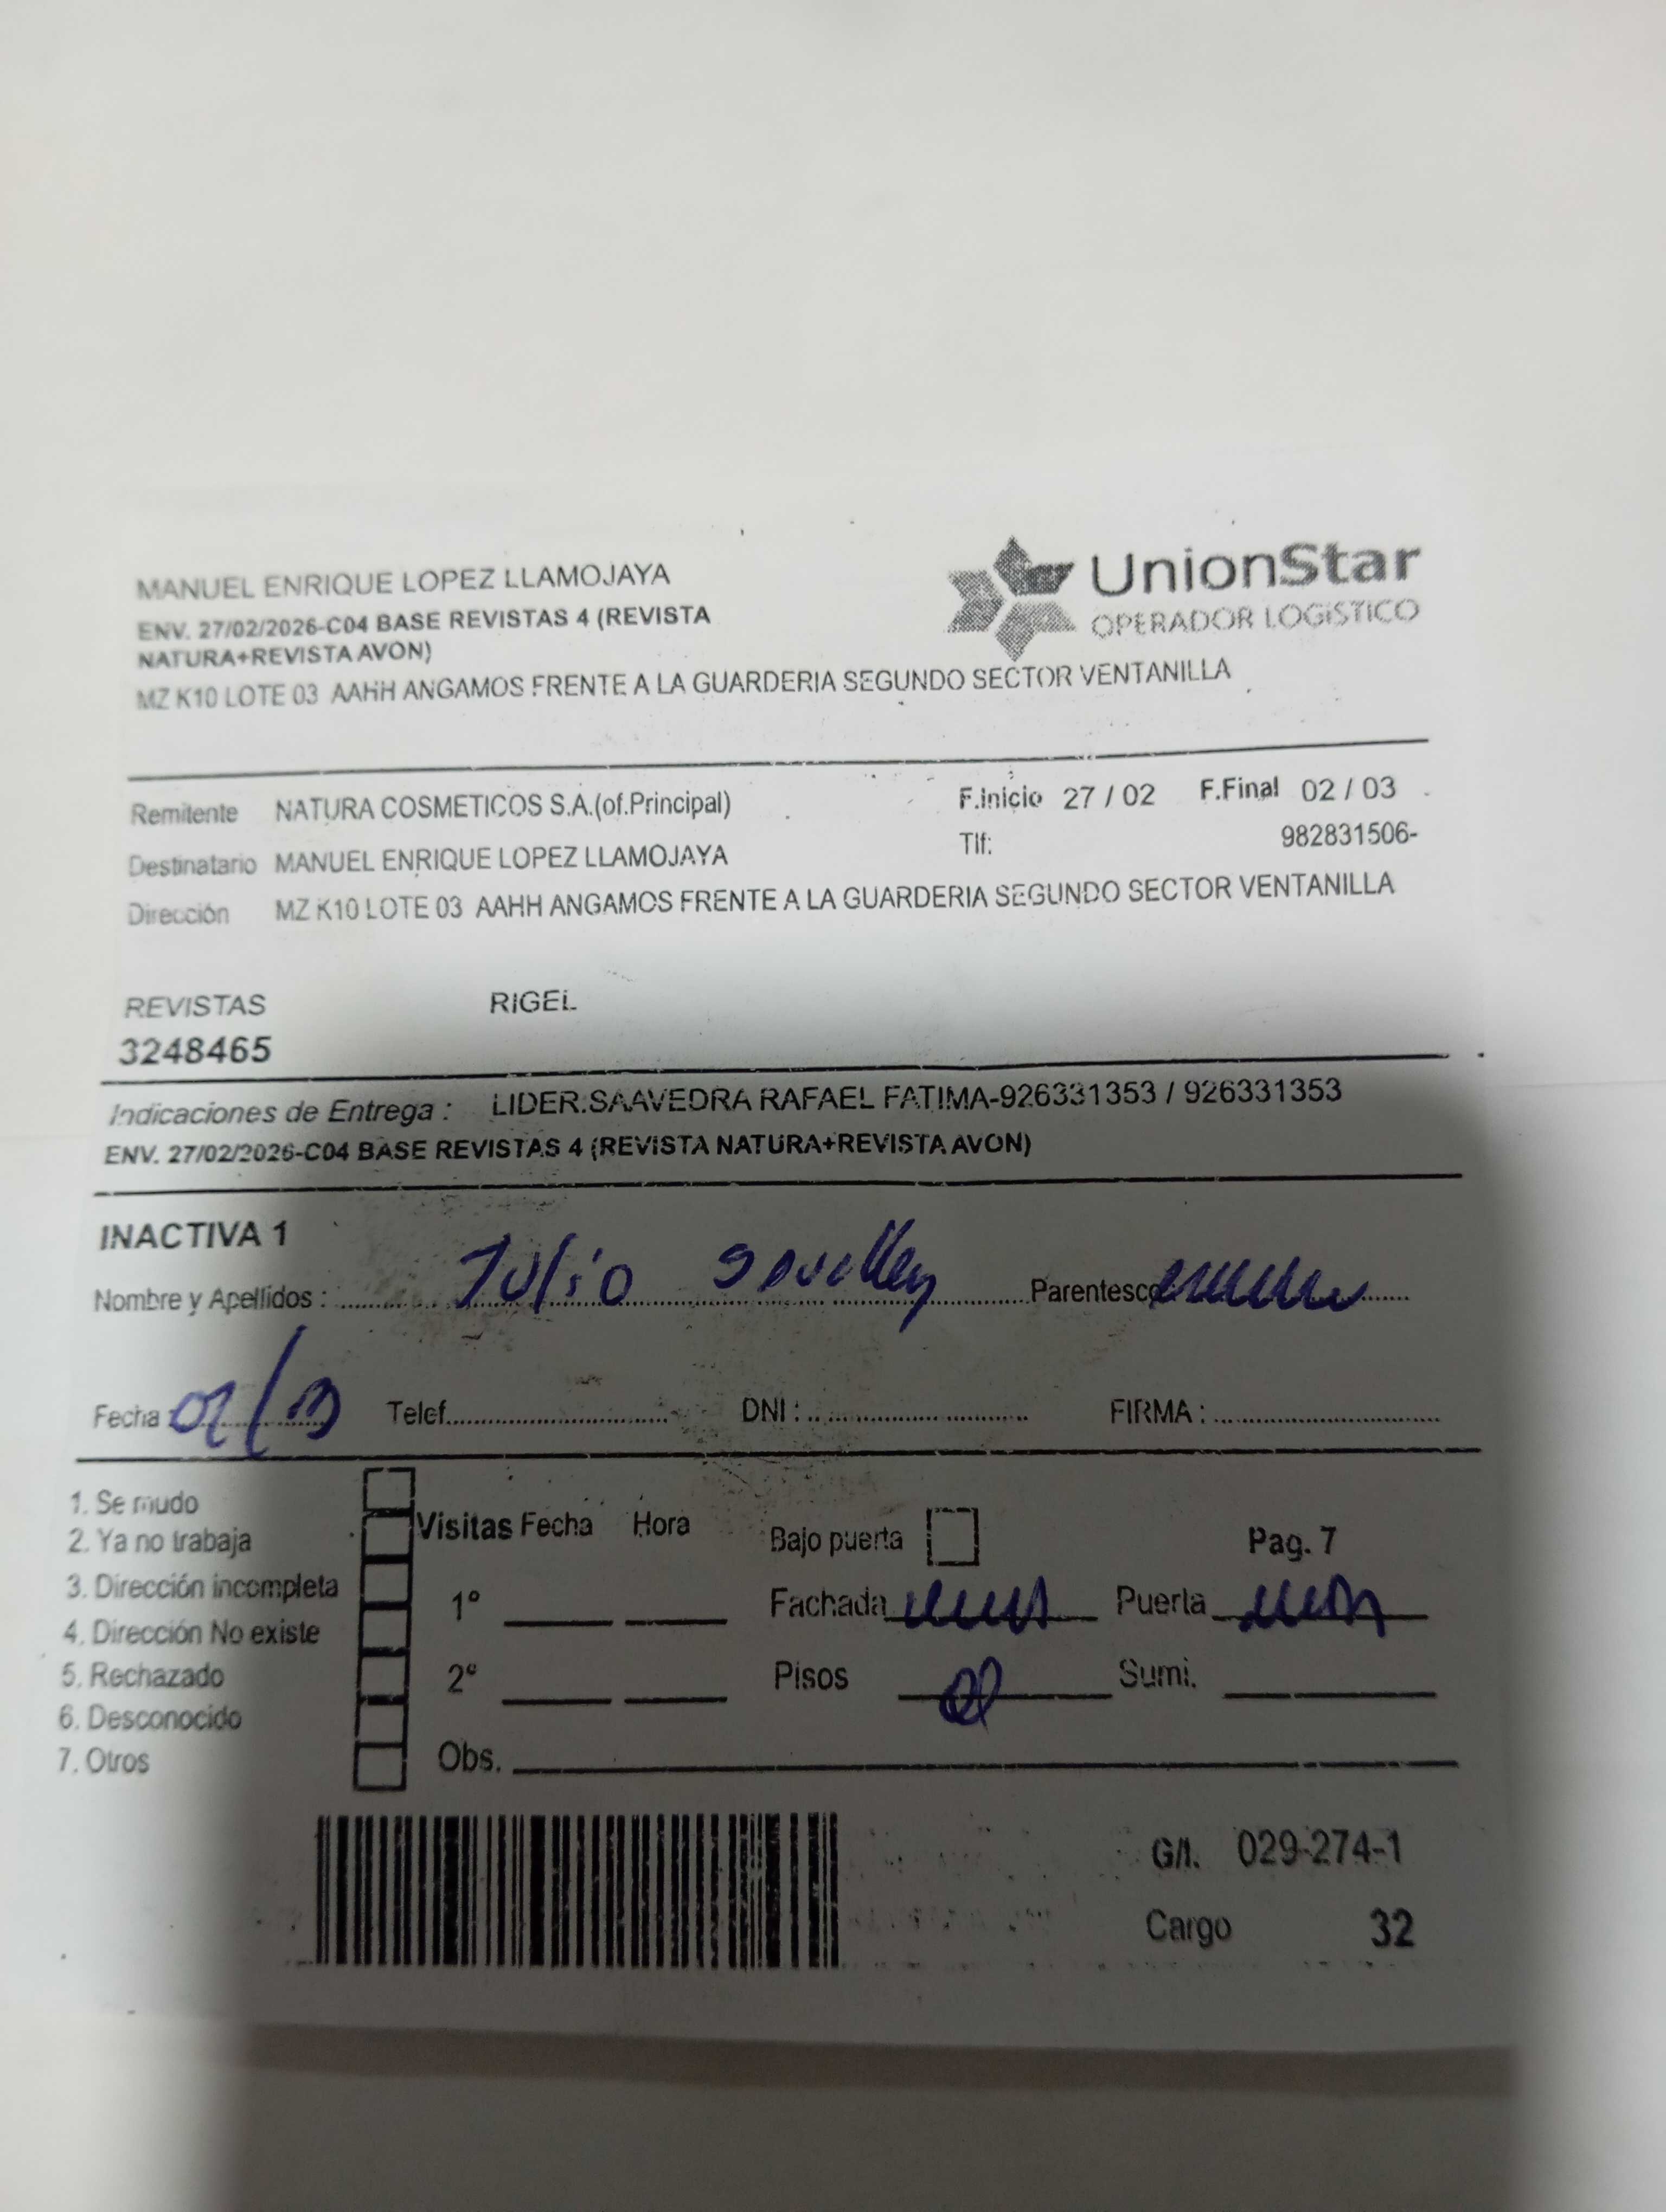 MANUEL ENRIQUE LOPEZ LLAMOJAYA
UnionStar
OPERADOR LOGISTICO
ENV. 27/02/2026-C04 BASE REVISTAS 4 (REVISTA
NATURA+REVISTA AVON)
MZ K10 LOTE 03 AAHH ANGAMOS FRENTE A LA GUARDERIA SEGUNDO SECTOR VENTANILLA
Remitente NATURA COSMETICOS S.A.(of.Principal) F.Inicio 27 / 02 F.Final 02 / 03
Tlf: 982831506-
Destinatario MANUEL ENRIQUE LOPEZ LLAMOJAYA
Dirección MZ K10 LOTE 03 AAHH ANGAMOS FRENTE A LA GUARDERIA SEGUNDO SECTOR VENTANILLA
REVISTAS RIGEL
3248465
Indicaciones de Entrega : LIDER.SAAVEDRA RAFAEL FATIMA-926331353 / 926331353
ENV. 27/02/2026-C04 BASE REVISTAS 4 (REVISTA NATURA+REVISTA AVON)
INACTIVA 1
Nombre y Apellidos : Julio Parentesco
Fecha : Telef. DNI : FIRMA :
1. Se mudo
2. Ya no trabaja
3. Dirección incompleta
4. Dirección No existe
5. Rechazado
6. Desconocido
7. Otros
Visitas Fecha Hora
1°
2°
Obs.
Bajo puerta Pag. 7
Fachada Puerta
Pisos Sumi.
G/I. 029-274-1
Cargo 32